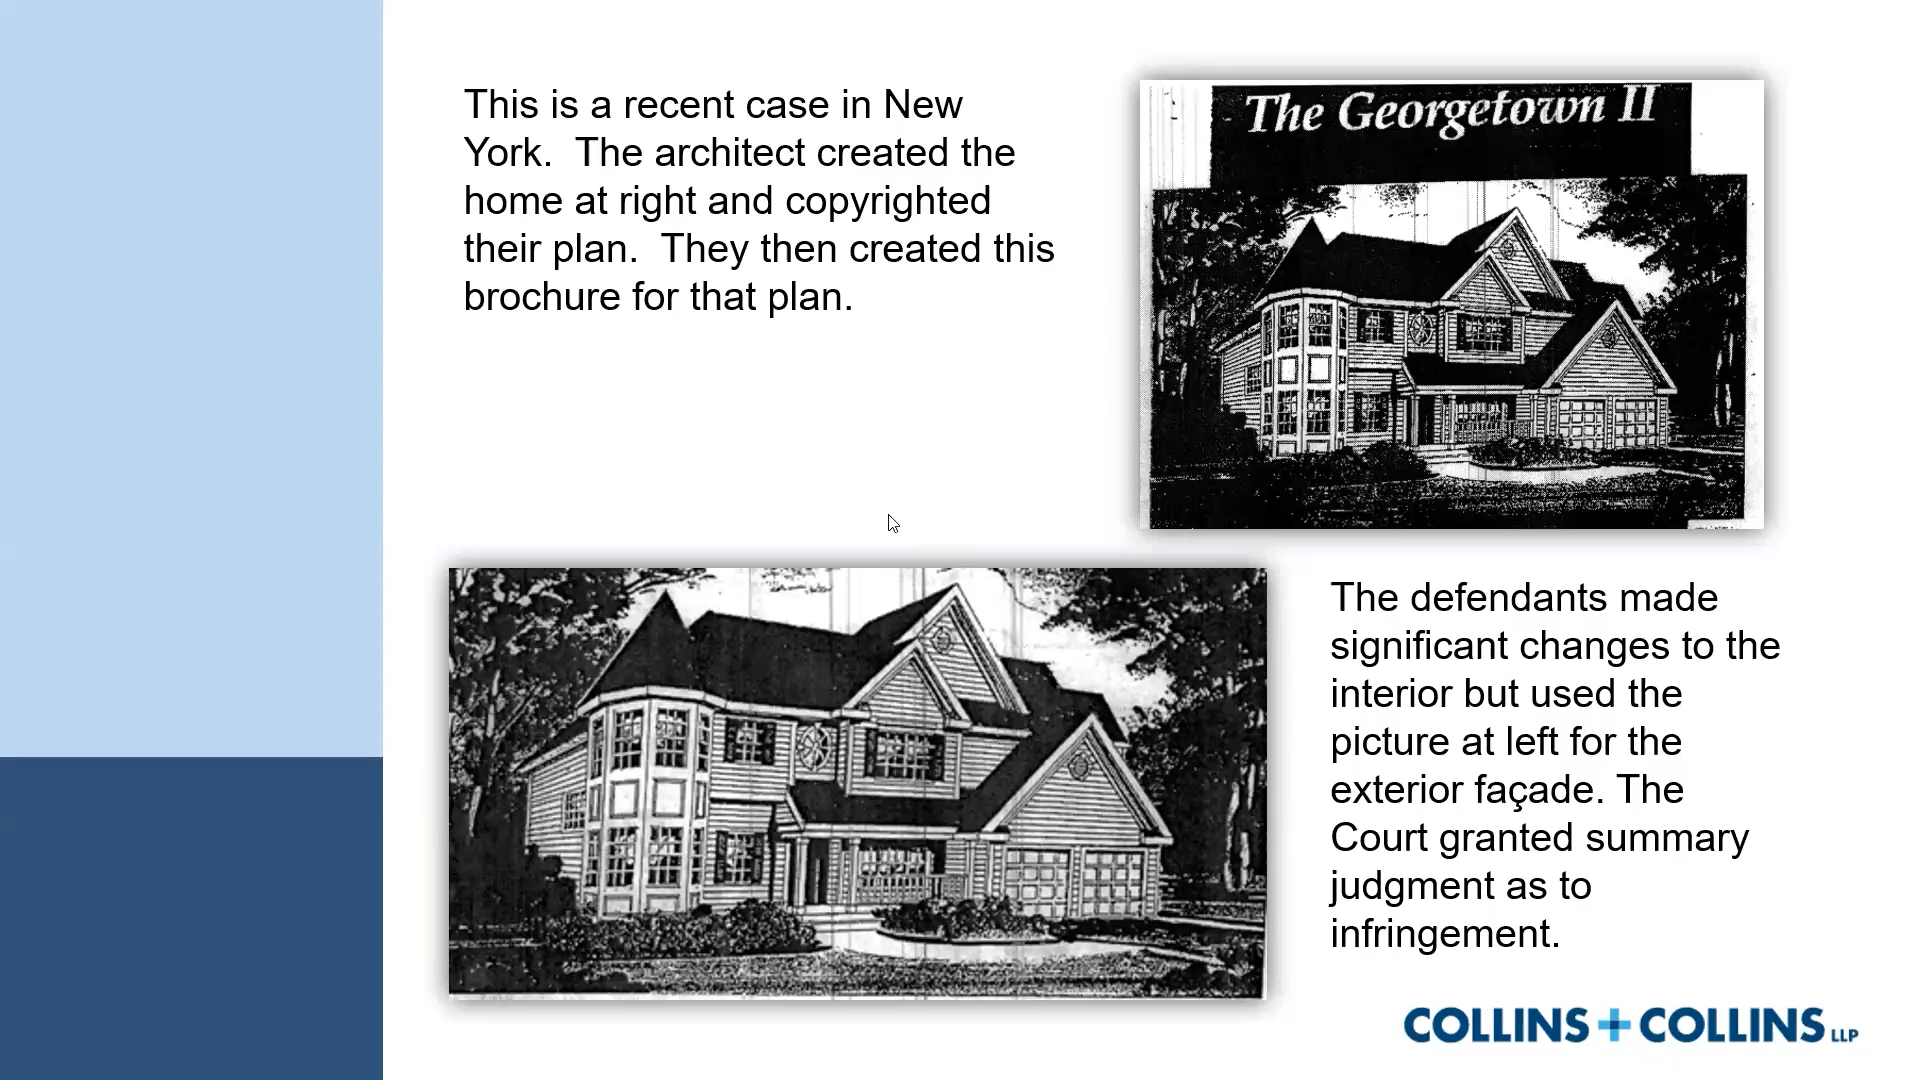 This is a recent case in New
York.  The architect created the
home at right and copyrighted
their plan.  They then created this
brochure for that plan.
The Georgetown II
The defendants made
significant changes to the
interior but used the
picture at left for the
exterior façade. The
Court granted summary
judgment as to
infringement.
COLLINS + COLLINS LLP